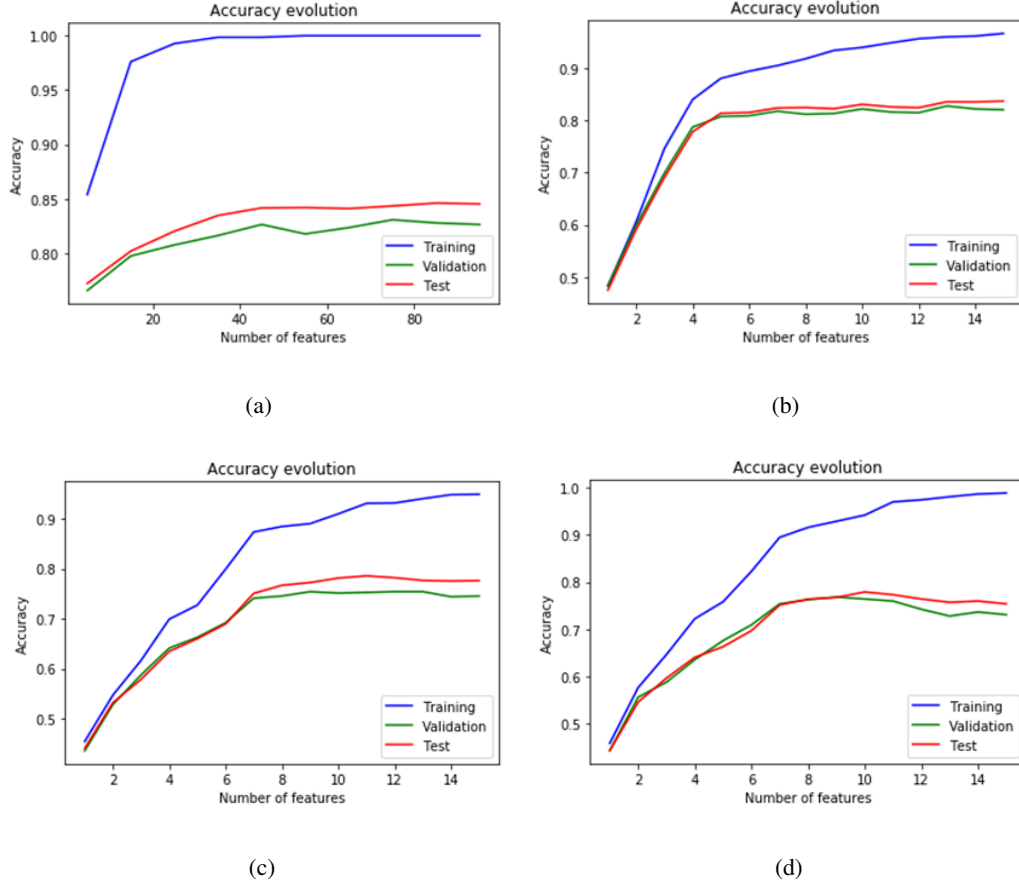 Accuracy evolution
1.00
0.95
0.90
0.85
0.80
Accuracy
20 40 60 80
Number of features
Training
Validation
Test
(a)
Accuracy evolution
0.9
0.8
0.7
0.6
0.5
Accuracy
2 4 6 8 10 12 14
Number of features
Training
Validation
Test
(b)
Accuracy evolution
0.9
0.8
0.7
0.6
0.5
Accuracy
2 4 6 8 10 12 14
Number of features
Training
Validation
Test
(c)
Accuracy evolution
1.0
0.9
0.8
0.7
0.6
0.5
Accuracy
2 4 6 8 10 12 14
Number of features
Training
Validation
Test
(d)